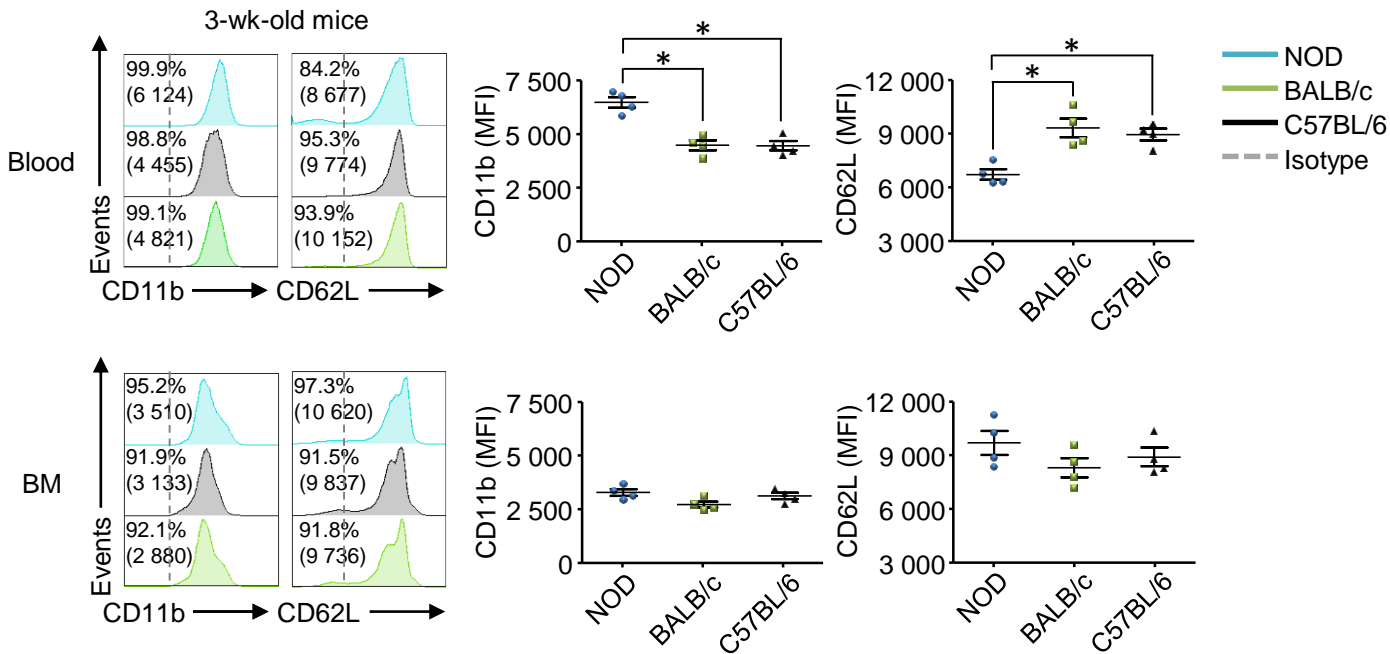 3-wk-old mice
Blood
Events
99.9%
(6 124)
98.8%
(4 455)
99.1%
(4 821)
CD11b
84.2%
(8 677)
95.3%
(9 774)
93.9%
(10 152)
CD62L
CD11b (MFI)
7 500
5 000
2 500
0
*
*
NOD
BALB/c
C57BL/6
CD62L (MFI)
12 000
9 000
6 000
3 000
*
*
NOD
BALB/c
C57BL/6
NOD
BALB/c
C57BL/6
Isotype
BM
Events
95.2%
(3 510)
91.9%
(3 133)
92.1%
(2 880)
CD11b
97.3%
(10 620)
91.5%
(9 837)
91.8%
(9 736)
CD62L
CD11b (MFI)
7 500
5 000
2 500
0
NOD
BALB/c
C57BL/6
CD62L (MFI)
12 000
9 000
6 000
3 000
NOD
BALB/c
C57BL/6